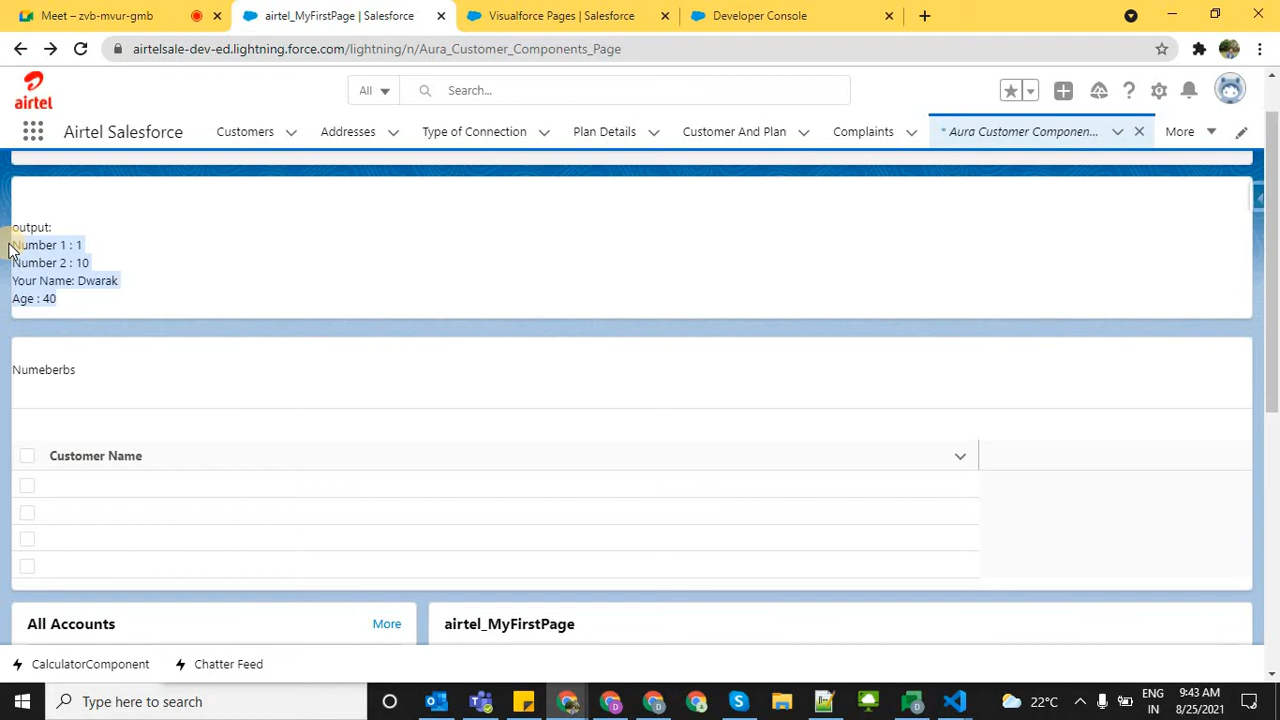 Meet – zvb-mvur-gmb
airtel_MyFirstPage | Salesforce
Visualforce Pages | Salesforce
Developer Console
airtelsale-dev-ed.lightning.force.com/lightning/n/Aura_Customer_Components_Page
airtel
All
Search...
Airtel Salesforce
Customers
Addresses
Type of Connection
Plan Details
Customer And Plan
Complaints
* Aura Customer Componen...
More
output:
Number 1 : 1
Number 2 : 10
Your Name: Dwarak
Age : 40
Numeberbs
Customer Name
All Accounts
More
airtel_MyFirstPage
CalculatorComponent
Chatter Feed
Type here to search
22°C
ENG
IN
9:43 AM
8/25/2021